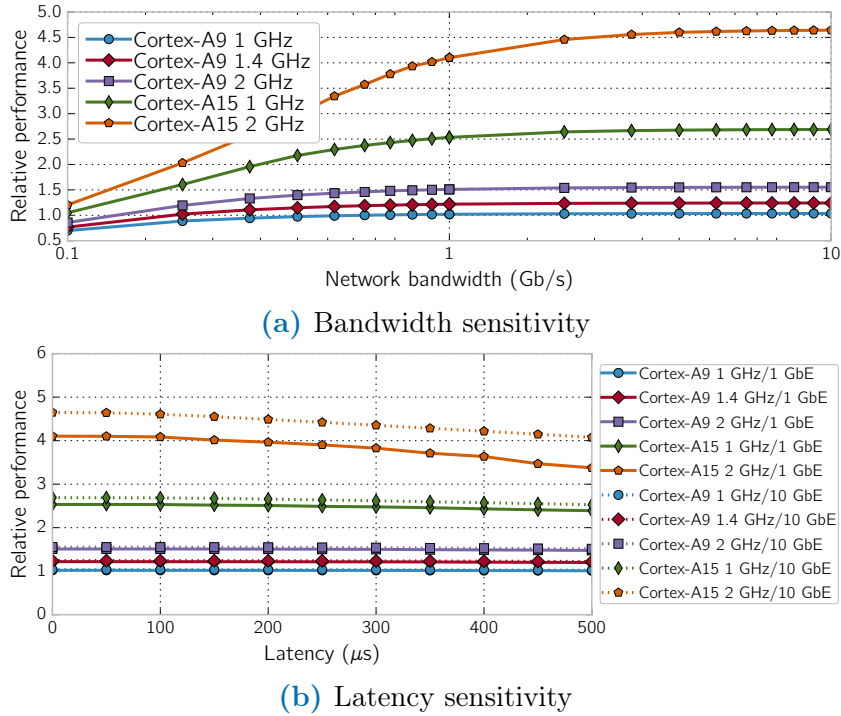 5.0
4.5
4.0
3.5
3.0
2.5
2.0
1.5
1.0
0.5
Relative performance
Cortex-A9 1 GHz
Cortex-A9 1.4 GHz
Cortex-A9 2 GHz
Cortex-A15 1 GHz
Cortex-A15 2 GHz
0.1 1 10
Network bandwidth (Gb/s)
(a) Bandwidth sensitivity
6
5
4
3
2
1
0
Relative performance
0 100 200 300 400 500
Latency (μs)
Cortex-A9 1 GHz/1 GbE
Cortex-A9 1.4 GHz/1 GbE
Cortex-A9 2 GHz/1 GbE
Cortex-A15 1 GHz/1 GbE
Cortex-A15 2 GHz/1 GbE
Cortex-A9 1 GHz/10 GbE
Cortex-A9 1.4 GHz/10 GbE
Cortex-A9 2 GHz/10 GbE
Cortex-A15 1 GHz/10 GbE
Cortex-A15 2 GHz/10 GbE
(b) Latency sensitivity